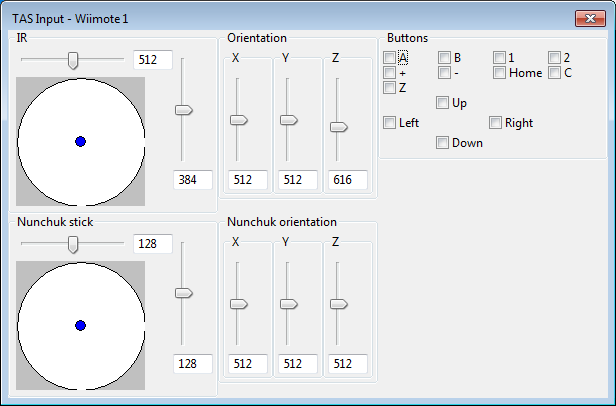 TAS Input - Wiimote 1
IR
512
384
Orientation
X Y Z
512 512 616
Buttons
A B 1 2
+ - Home C
Z
Up
Left Right
Down
Nunchuk stick
128
128
Nunchuk orientation
X Y Z
512 512 512